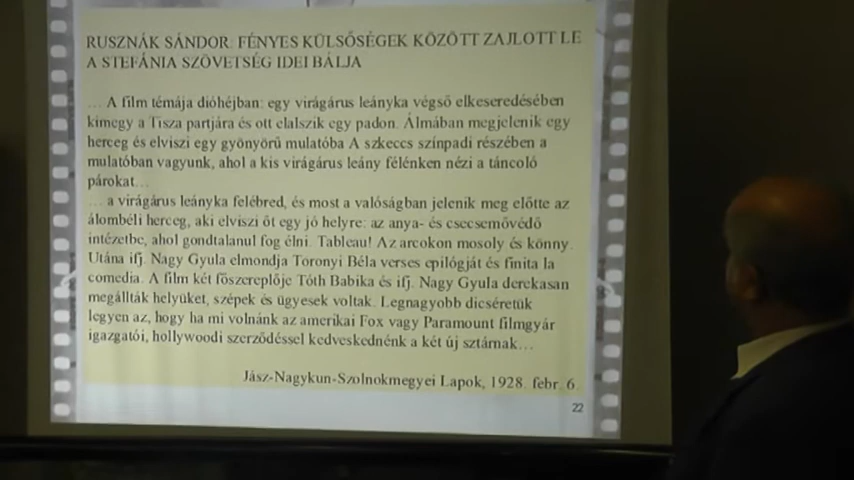 RUSZNÁK SÁNDOR: FÉNYES KÜLSŐSÉGEK KÖZÖTT ZAJLOTT LE
A STEFÁNIA SZÖVETSÉG IDEI BÁLJA
… A film témája dióhéjban: egy virágárus leányka végső elkeseredésében
kimegy a Tisza partjára és ott elalszik egy padon. Álmában megjelenik egy
herceg és elviszi egy gyönyörű mulatóba A szkeccs színpadi részében a
mulatóban vagyunk, ahol a kis virágárus leány félénken nézi a táncoló
párokat…
… a virágárus leányka felébred, és most a valóságban jelenik meg előtte az
álombéli herceg, aki elviszi őt egy jó helyre: az anya- és csecsemővédő
intézetbe, ahol gondtalanul fog élni. Tableau! Az arcokon mosoly és könny.
Utána ifj. Nagy Gyula elmondja Toronyi Béla verses epilógját és finita la
comedia. A film két főszereplője Tóth Babika és ifj. Nagy Gyula derekasan
megállták helyüket, szépek és ügyesek voltak. Legnagyobb dicséretük
legyen az, hogy ha mi volnánk az amerikai Fox vagy Paramount filmgyár
igazgatói, hollywoodi szerződéssel kedveskednénk a két új sztárnak…
Jász-Nagykun-Szolnokmegyei Lapok, 1928. febr. 6.
22